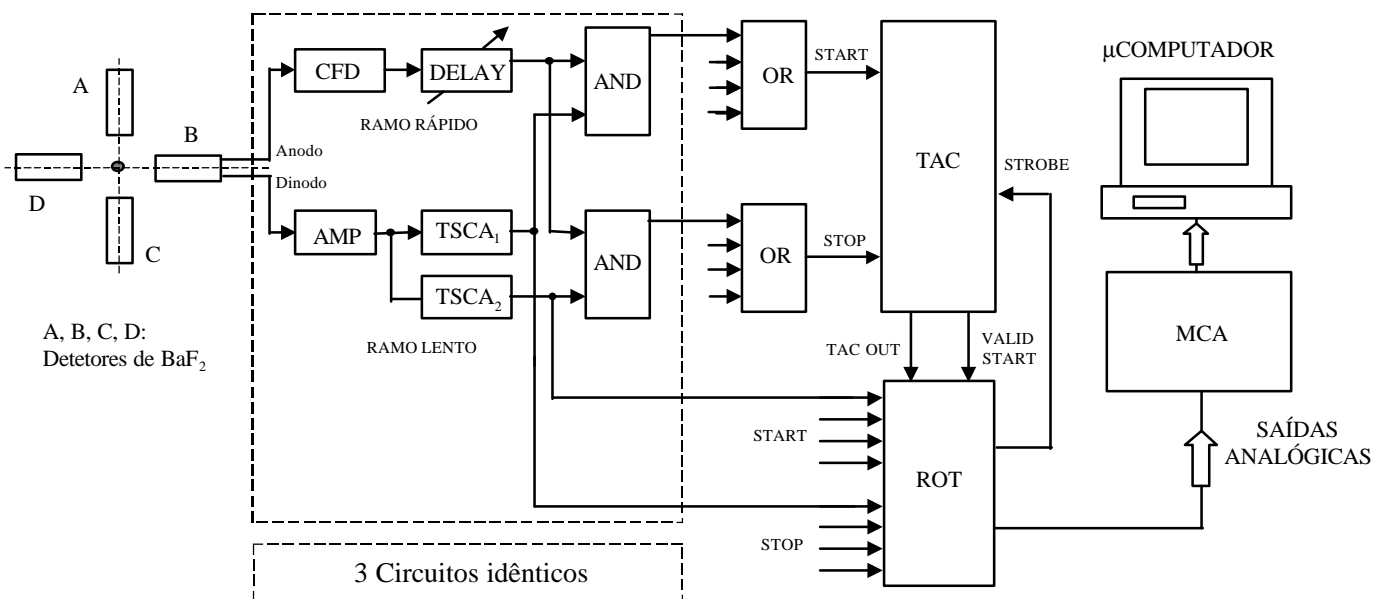 A
B
D
C
A, B, C, D:
Detetores de BaF2
Anodo
Dinodo
CFD
DELAY
RAMO RÁPIDO
AMP
TSCA1
TSCA2
RAMO LENTO
AND
AND
3 Circuitos idênticos
OR
START
OR
STOP
TAC
STROBE
TAC OUT
VALID
START
START
STOP
ROT
µCOMPUTADOR
MCA
SAÍDAS
ANALÓGICAS